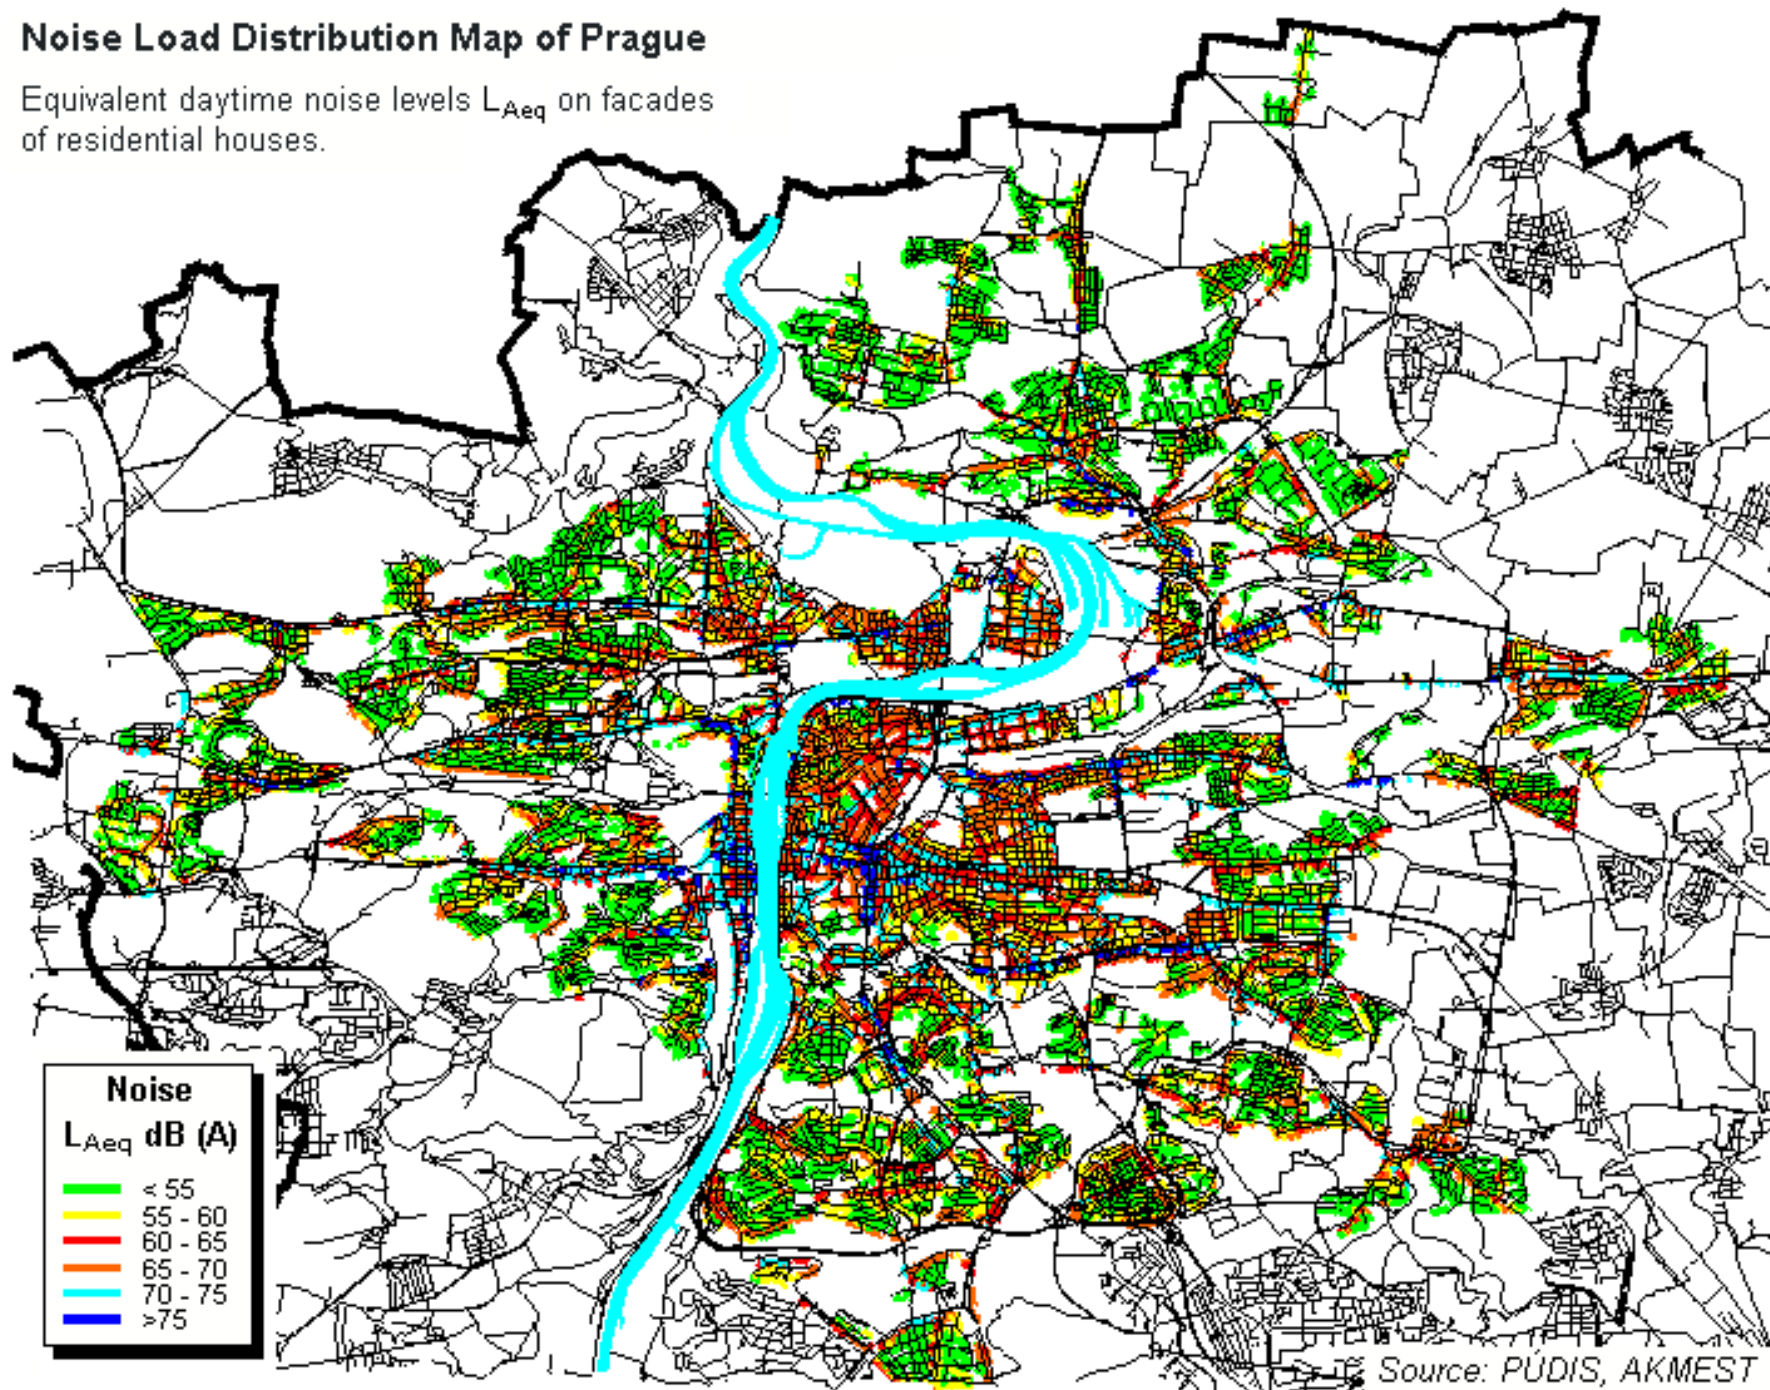 Noise Load Distribution Map of Prague
Equivalent daytime noise levels LAeq on facades
of residential houses.
Noise
LAeq dB (A)
< 55
55 - 60
60 - 65
65 - 70
70 - 75
>75
Source: PÚDIS, AKMEST